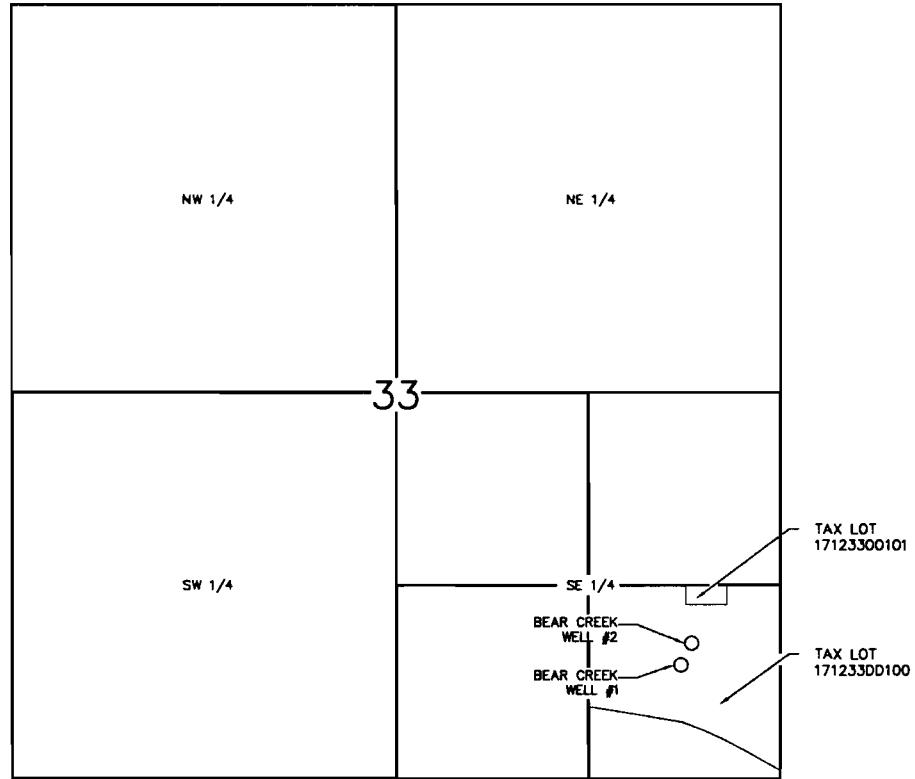 NW 1/4
NE 1/4
33
SW 1/4
SE 1/4
TAX LOT
1712330O101
BEAR CREEK
WELL #2
BEAR CREEK
WELL #1
TAX LOT
171233DD100